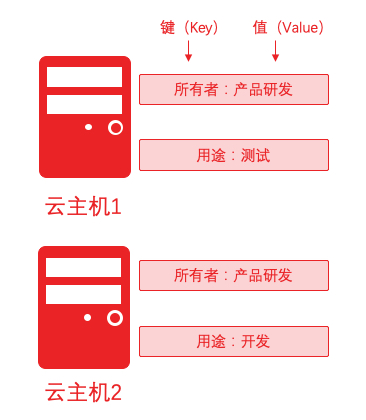 键（Key） 值（Value）
所有者：产品研发
用途：测试
云主机1
所有者：产品研发
用途：开发
云主机2